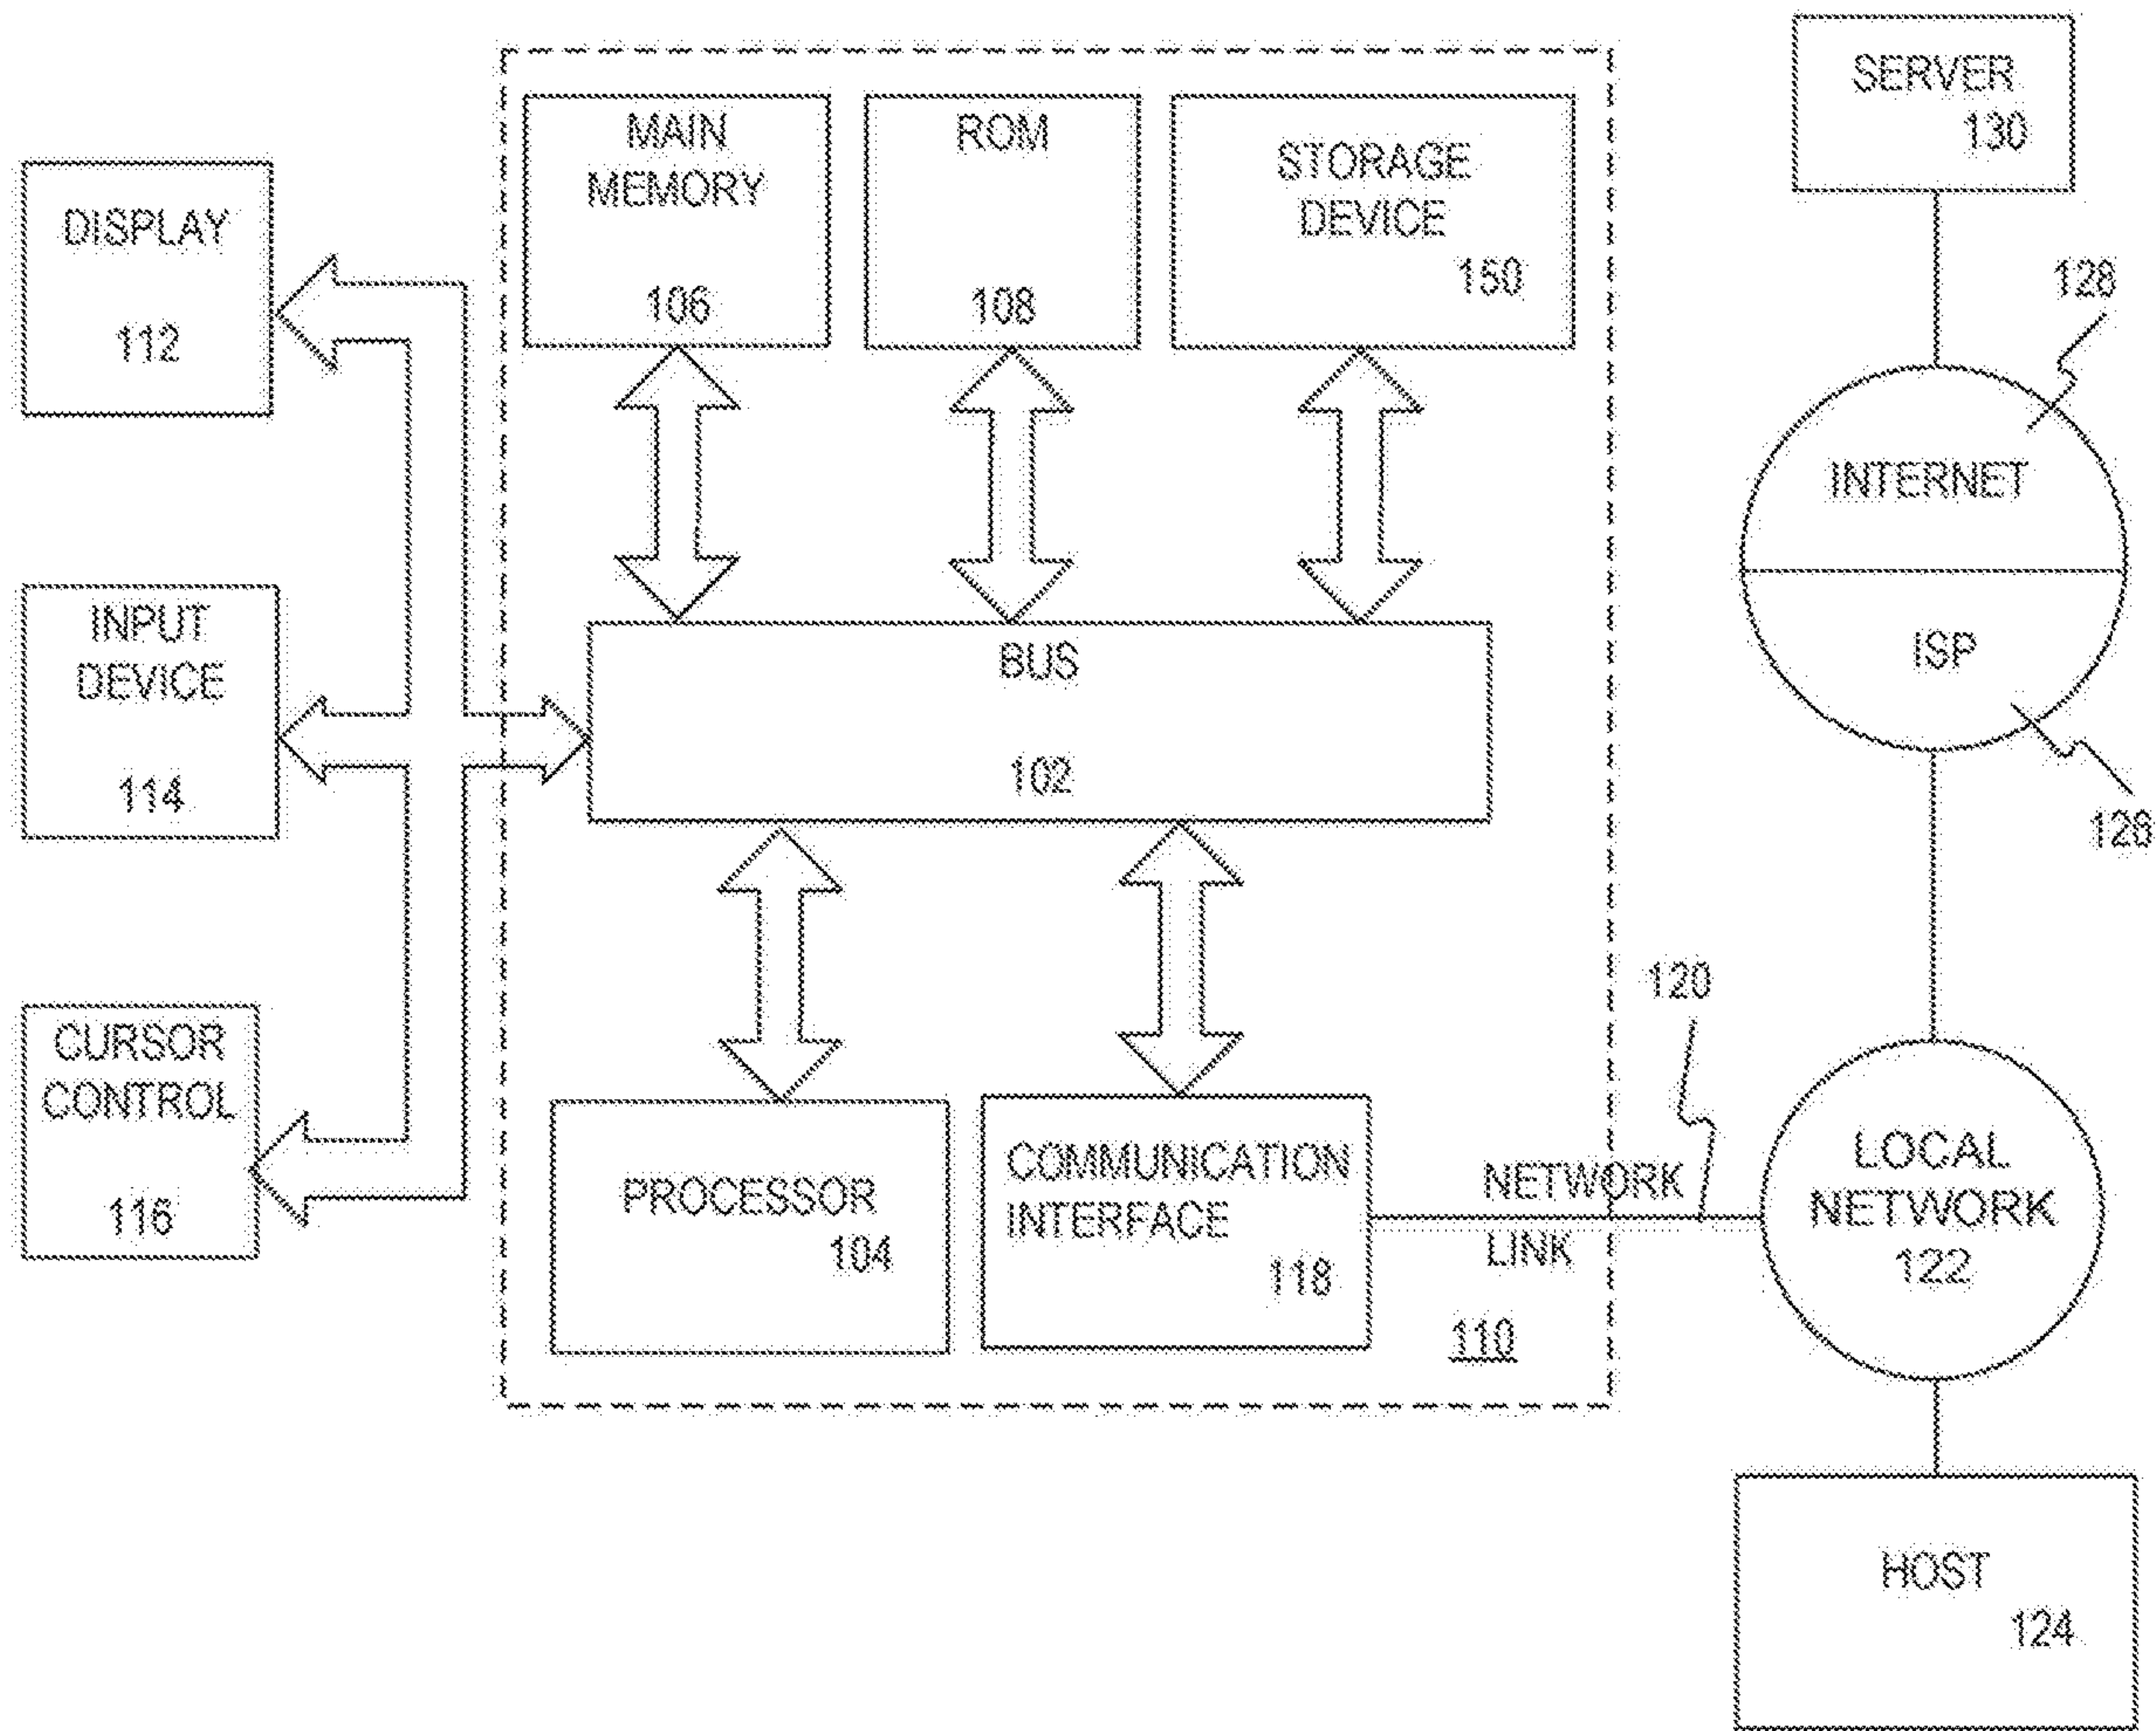 SERVER
130
MAIN
MEMORY
106
ROM
108
STORAGE
DEVICE
150
DISPLAY
112
128
INTERNET
ISP
126
INPUT
DEVICE
114
BUS
102
120
CURSOR
CONTROL
116
PROCESSOR
104
COMMUNICATION
INTERFACE
118
NETWORK
LINK
110
LOCAL
NETWORK
122
HOST
124